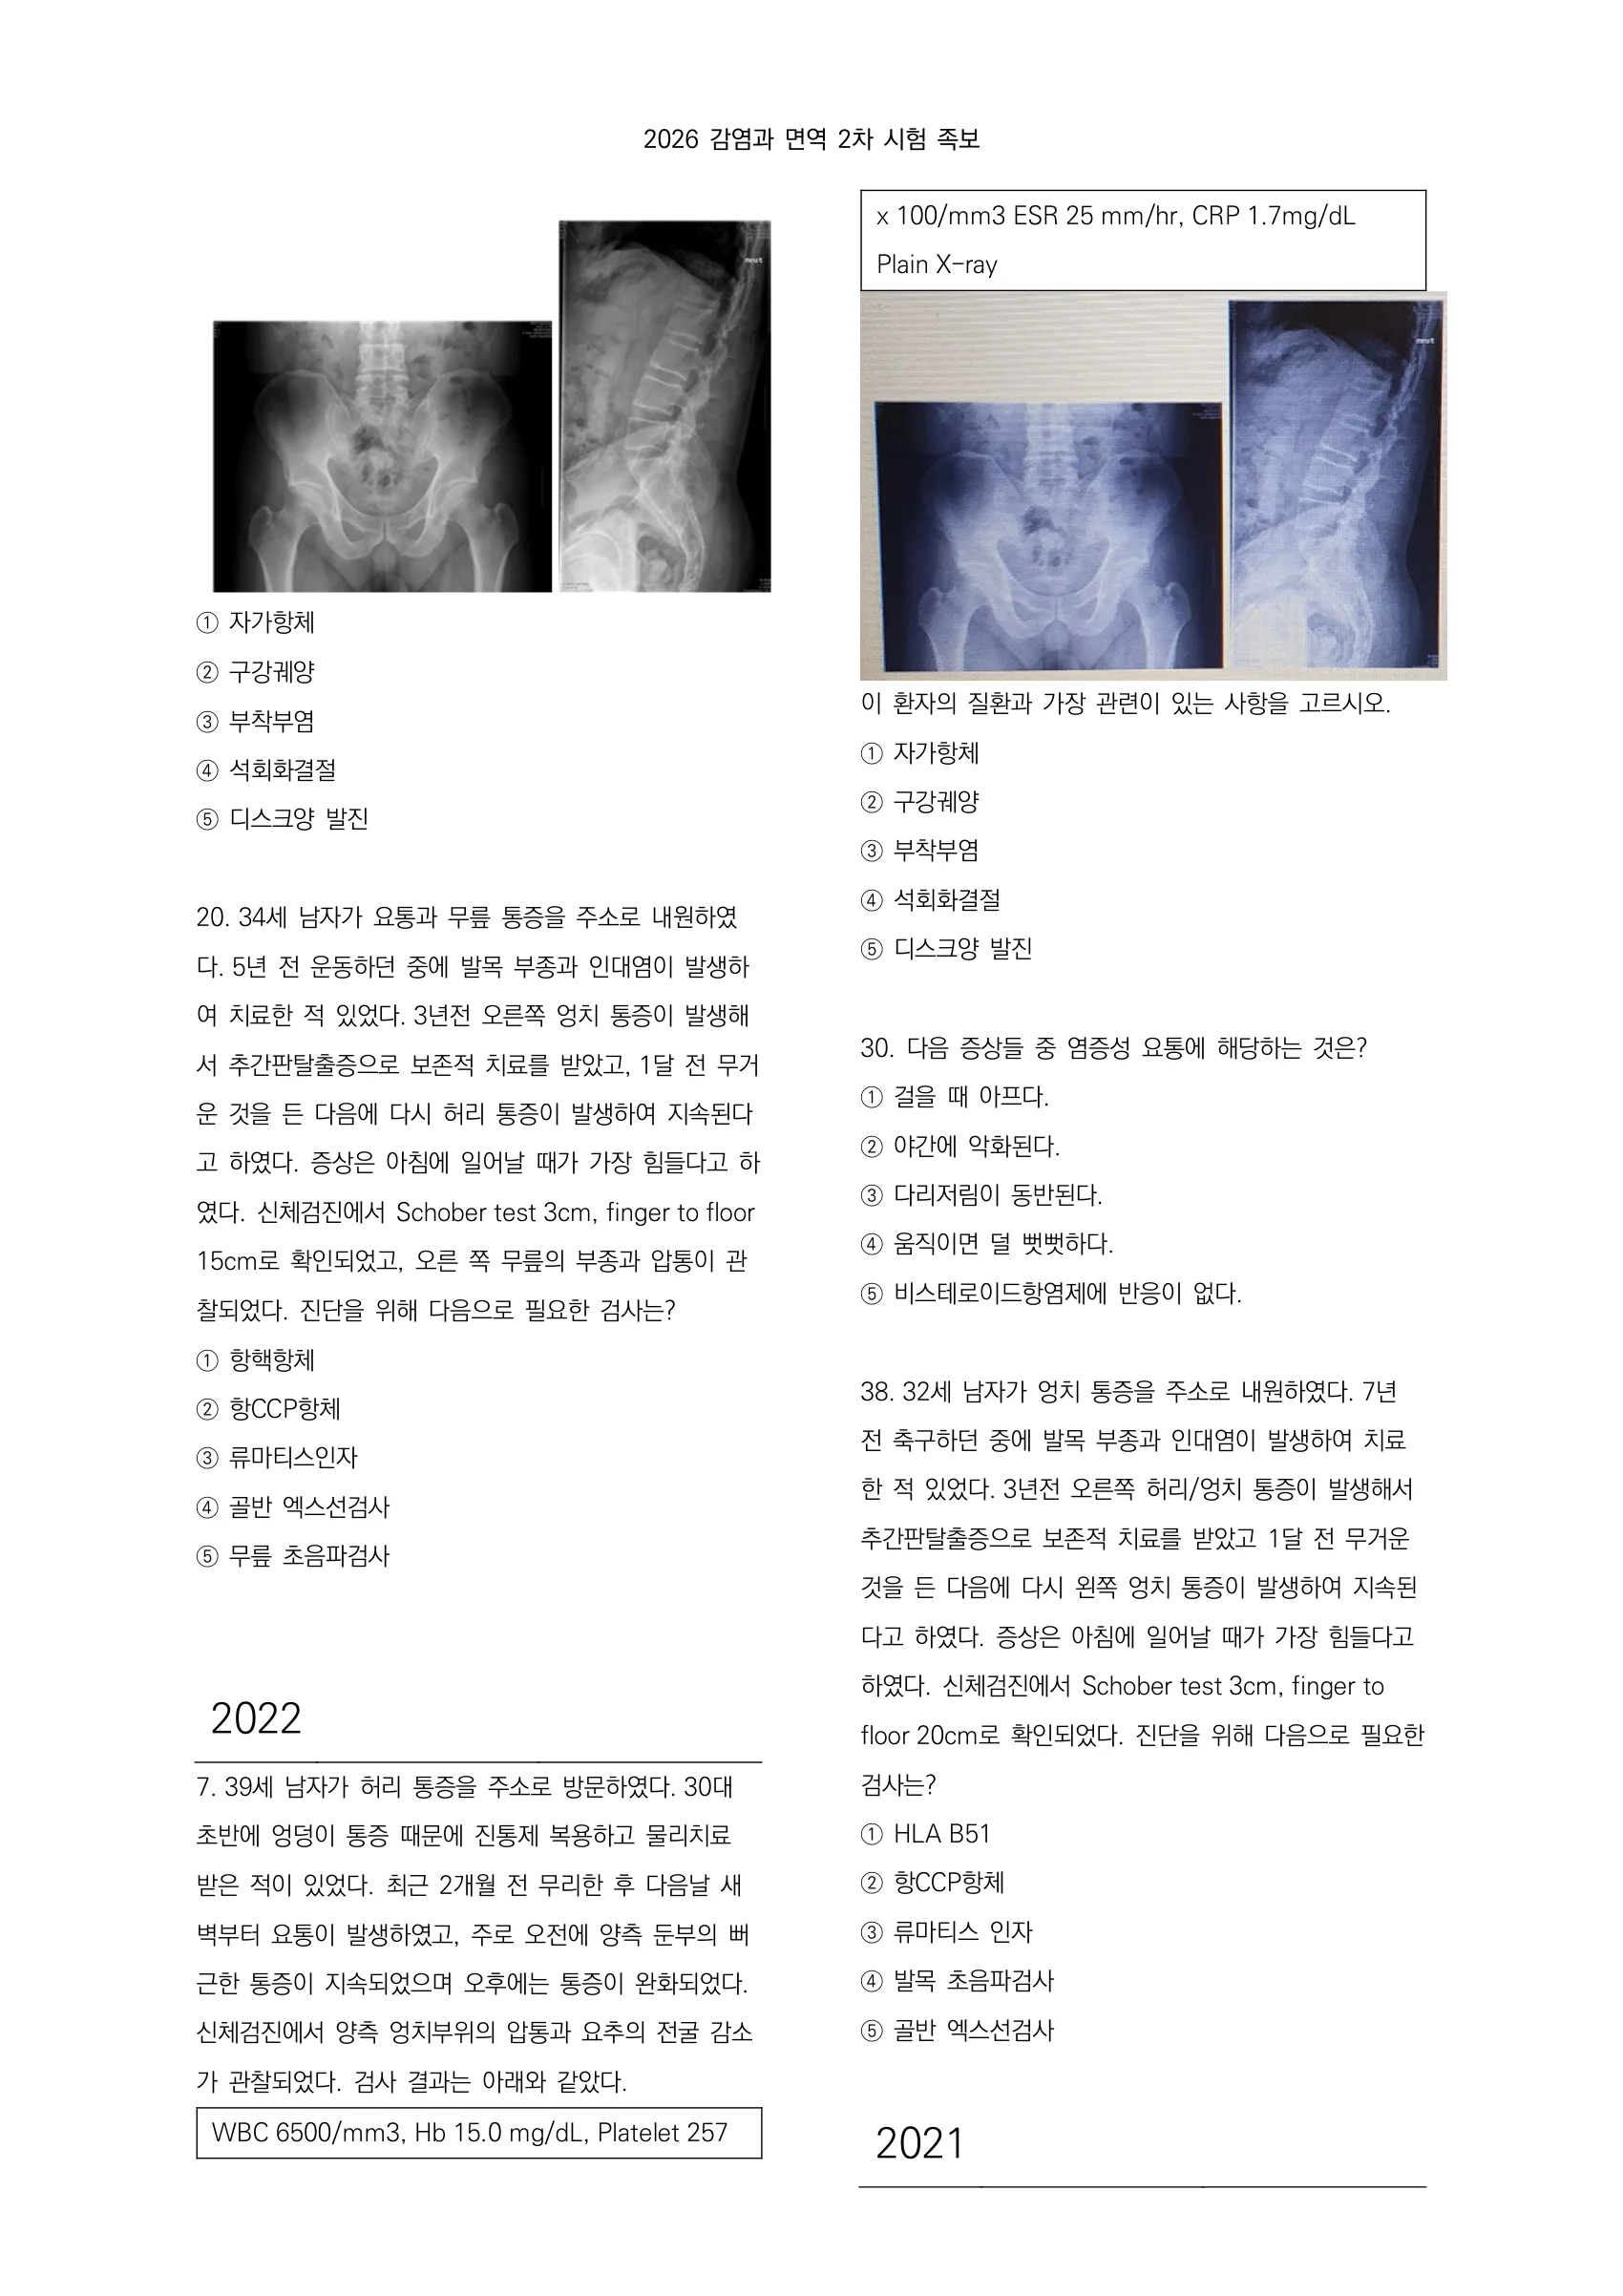 2026 감염과 면역 2차 시험 족보
neut
① 자가항체
② 구강궤양
③ 부착부염
④ 석회화결절
⑤ 디스크양 발진
20. 34세 남자가 요통과 무릎 통증을 주소로 내원하였
다. 5년 전 운동하던 중에 발목 부종과 인대염이 발생하
여 치료한 적 있었다. 3년전 오른쪽 엉치 통증이 발생해
서 추간판탈출증으로 보존적 치료를 받았고, 1달 전 무거
운 것을 든 다음에 다시 허리 통증이 발생하여 지속된다
고 하였다. 증상은 아침에 일어날 때가 가장 힘들다고 하
였다. 신체검진에서 Schober test 3cm, finger to floor
15cm로 확인되었고, 오른 쪽 무릎의 부종과 압통이 관
찰되었다. 진단을 위해 다음으로 필요한 검사는?
① 항핵항체
② 항CCP항체
③ 류마티스인자
④ 골반 엑스선검사
⑤ 무릎 초음파검사
2022
7. 39세 남자가 허리 통증을 주소로 방문하였다. 30대
초반에 엉덩이 통증 때문에 진통제 복용하고 물리치료
받은 적이 있었다. 최근 2개월 전 무리한 후 다음날 새
벽부터 요통이 발생하였고, 주로 오전에 양측 둔부의 뻐
근한 통증이 지속되었으며 오후에는 통증이 완화되었다.
신체검진에서 양측 엉치부위의 압통과 요추의 전굴 감소
가 관찰되었다. 검사 결과는 아래와 같았다.
WBC 6500/mm3, Hb 15.0 mg/dL, Platelet 257
x 100/mm3 ESR 25 mm/hr, CRP 1.7mg/dL
Plain X-ray
neut
이 환자의 질환과 가장 관련이 있는 사항을 고르시오.
① 자가항체
② 구강궤양
③ 부착부염
④ 석회화결절
⑤ 디스크양 발진
30. 다음 증상들 중 염증성 요통에 해당하는 것은?
① 걸을 때 아프다.
② 야간에 악화된다.
③ 다리저림이 동반된다.
④ 움직이면 덜 뻣뻣하다.
⑤ 비스테로이드항염제에 반응이 없다.
38. 32세 남자가 엉치 통증을 주소로 내원하였다. 7년
전 축구하던 중에 발목 부종과 인대염이 발생하여 치료
한 적 있었다. 3년전 오른쪽 허리/엉치 통증이 발생해서
추간판탈출증으로 보존적 치료를 받았고 1달 전 무거운
것을 든 다음에 다시 왼쪽 엉치 통증이 발생하여 지속된
다고 하였다. 증상은 아침에 일어날 때가 가장 힘들다고
하였다. 신체검진에서 Schober test 3cm, finger to
floor 20cm로 확인되었다. 진단을 위해 다음으로 필요한
검사는?
① HLA B51
② 항CCP항체
③ 류마티스 인자
④ 발목 초음파검사
⑤ 골반 엑스선검사
2021